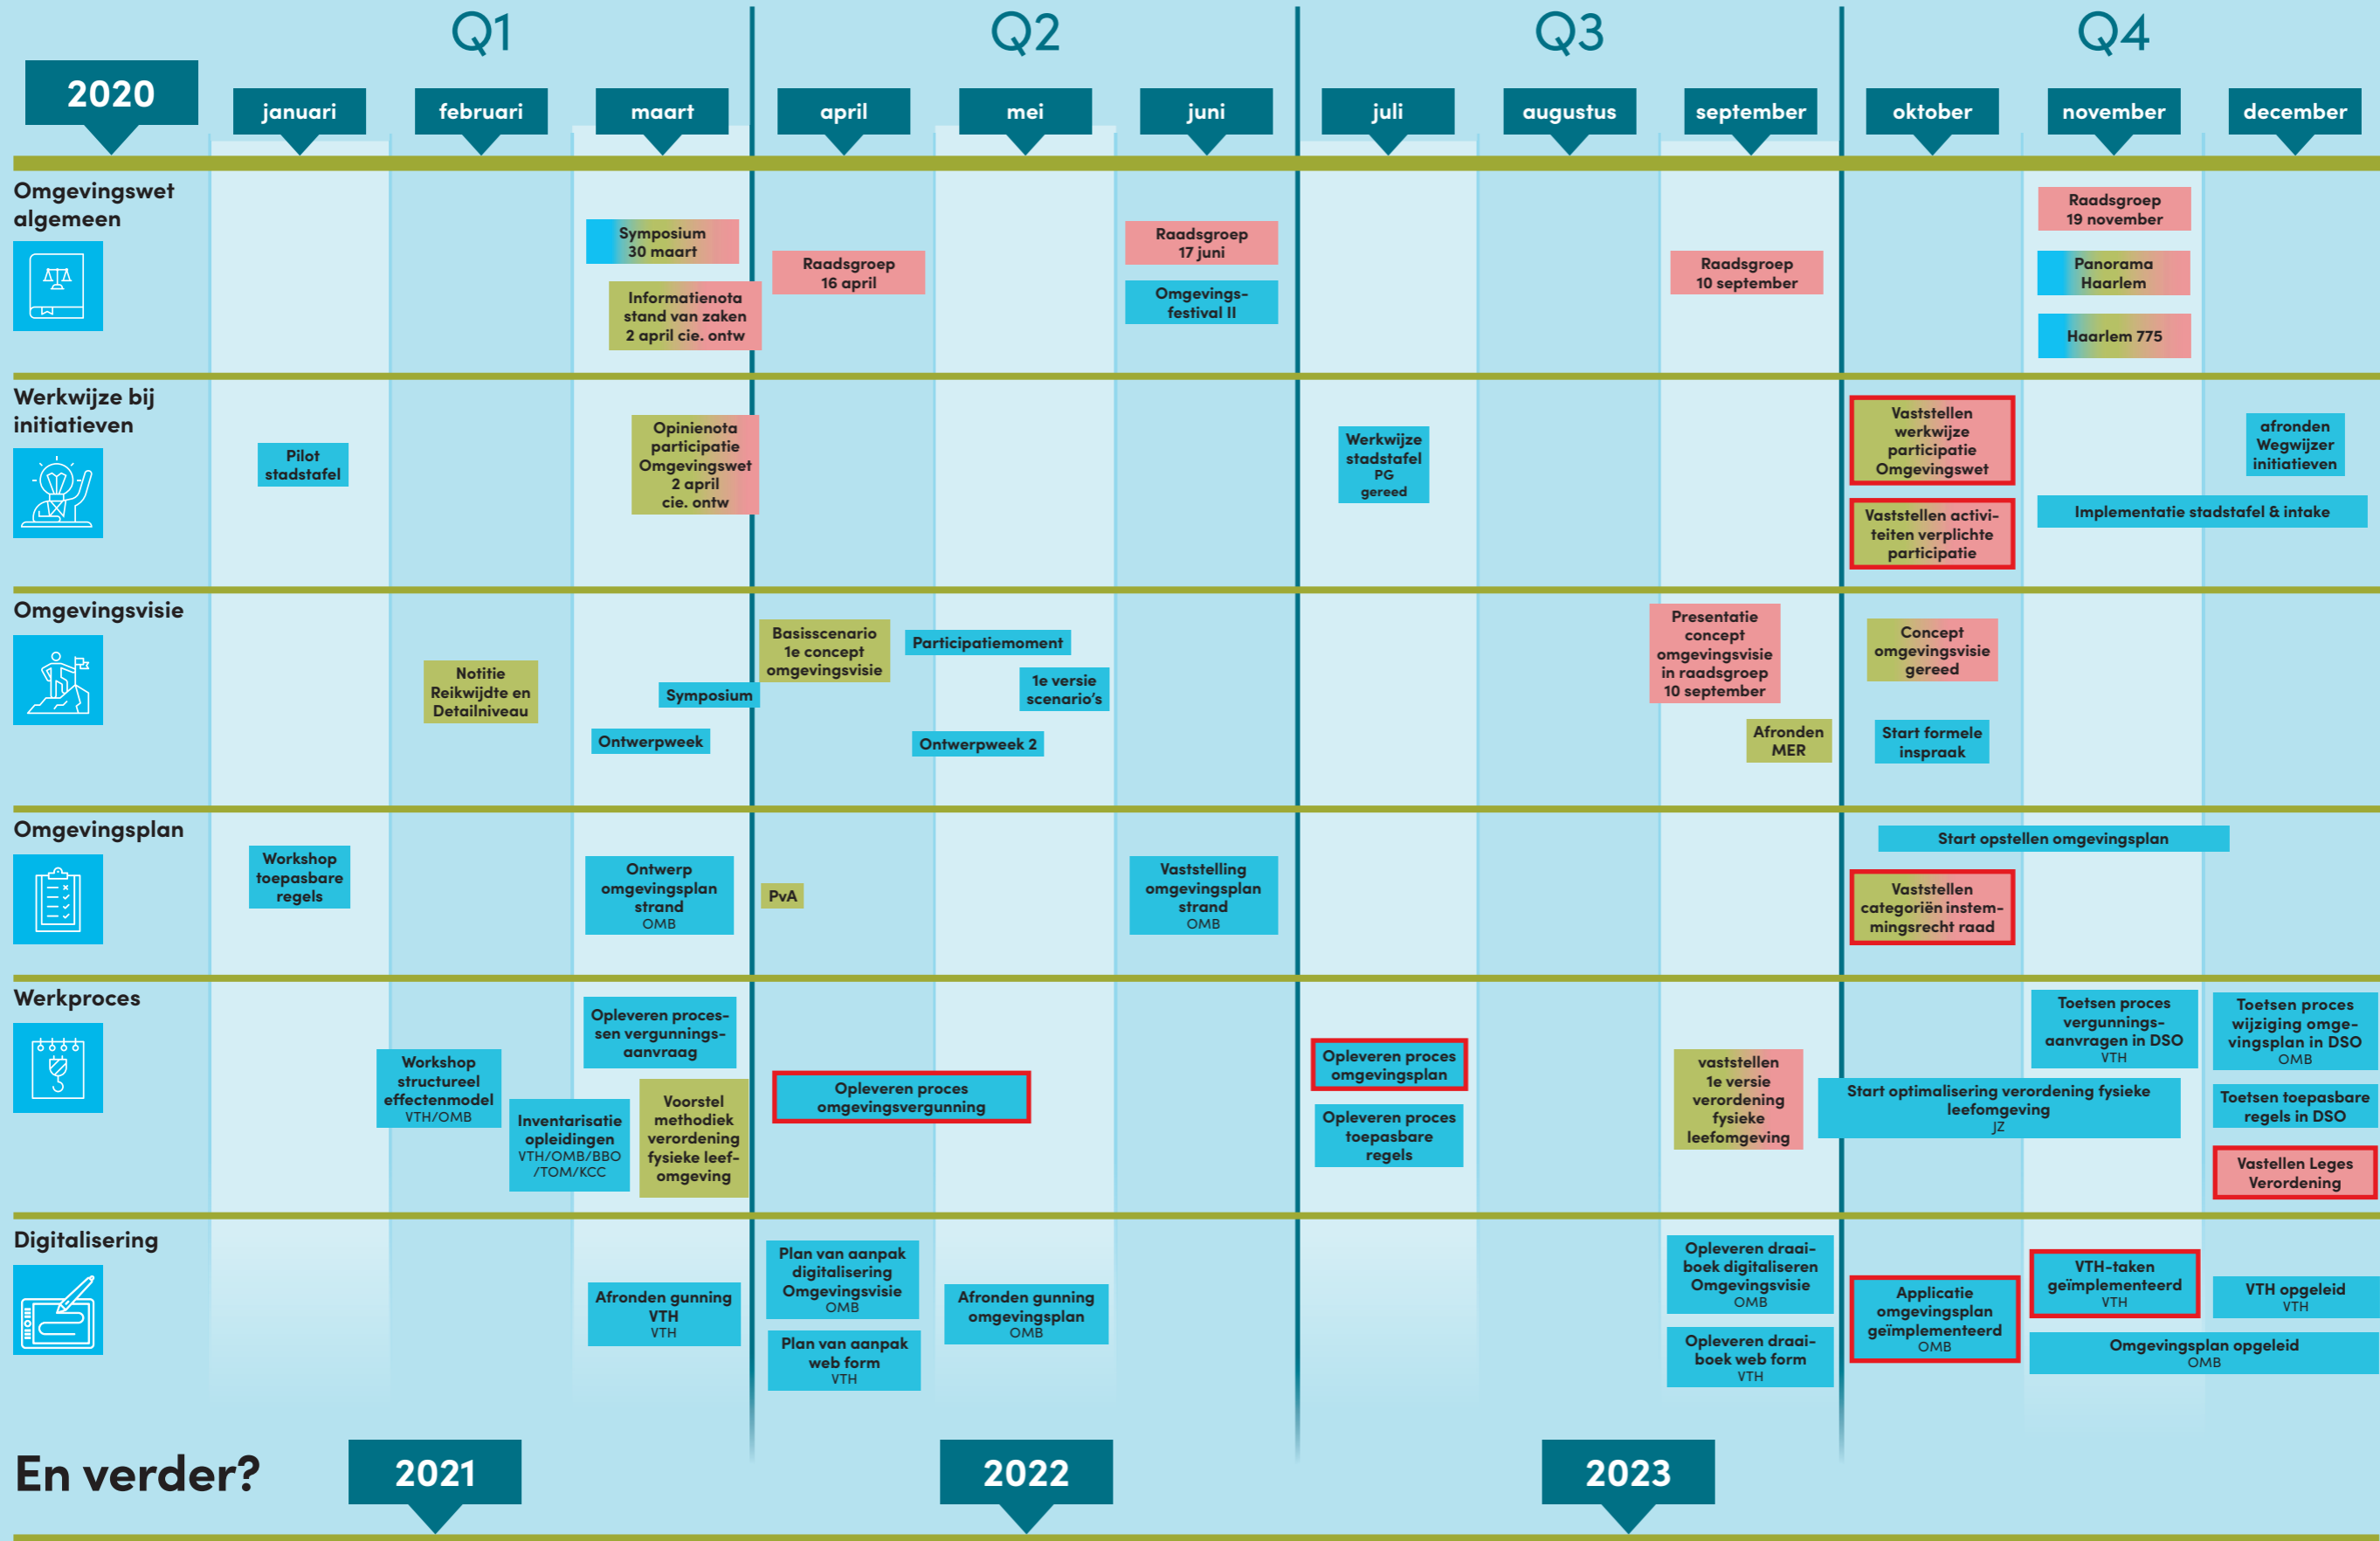 Q1
Q2
Q3
Q4
2020
januari
februari
maart
april
mei
juni
juli
augustus
september
oktober
november
december
Omgevingswet
algemeen
Symposium
30 maart
Informatienota
stand van zaken
2 april cie. ontw
Raadsgroep
16 april
Raadsgroep
17 juni
Omgevings-
festival II
Raadsgroep
10 september
Raadsgroep
19 november
Panorama
Haarlem
Haarlem 775
Werkwijze bij
initiatieven
Pilot
stadstafel
Opinienota
participatie
Omgevingswet
2 april
cie. ontw
Werkwijze
stadstafel
PG
gereed
Vaststellen
werkwijze
participatie
Omgevingswet
Vaststellen activi-
teiten verplichte
participatie
afronden
Wegwijzer
initiatieven
Implementatie stadstafel & intake
Omgevingsvisie
Notitie
Reikwijdte en
Detailniveau
Symposium
Ontwerpweek
Basisscenario
1e concept
omgevingsvisie
Participatiemoment
1e versie
scenario's
Ontwerpweek 2
Presentatie
concept
omgevingsvisie
in raadsgroep
10 september
Afronden
MER
Concept
omgevingsvisie
gereed
Start formele
inspraak
Omgevingsplan
Workshop
toepasbare
regels
Ontwerp
omgevingsplan
strand
OMB
PvA
Vaststelling
omgevingsplan
strand
OMB
Start opstellen omgevingsplan
Vaststellen
categoriën instem-
mingsrecht raad
Werkproces
Workshop
structureel
effectenmodel
VTH/OMB
Opleveren proces-
sen vergunnings-
aanvraag
Inventarisatie
opleidingen
VTH/OMB/BBO
/TOM/KCC
Voorstel
methodiek
verordening
fysieke leef-
omgeving
Opleveren proces
omgevingsvergunning
Opleveren proces
omgevingsplan
Opleveren proces
toepasbare
regels
vaststellen
1e versie
verordening
fysieke
leefomgeving
Toetsen proces
vergunnings-
aanvragen in DSO
VTH
Start optimalisering verordening fysieke
leefomgeving
JZ
Toetsen proces
wijziging omge-
vingsplan in DSO
OMB
Toetsen toepasbare
regels in DSO
Vastellen Leges
Verordening
Digitalisering
Afronden gunning
VTH
VTH
Plan van aanpak
digitalisering
Omgevingsvisie
OMB
Plan van aanpak
web form
VTH
Afronden gunning
omgevingsplan
OMB
Opleveren draai-
boek digitaliseren
Omgevingsvisie
OMB
Opleveren draai-
boek web form
VTH
Applicatie
omgevingsplan
geïmplementeerd
OMB
VTH-taken
geïmplementeerd
VTH
VTH opgeleid
VTH
Omgevingsplan opgeleid
OMB
En verder?
2021
2022
2023